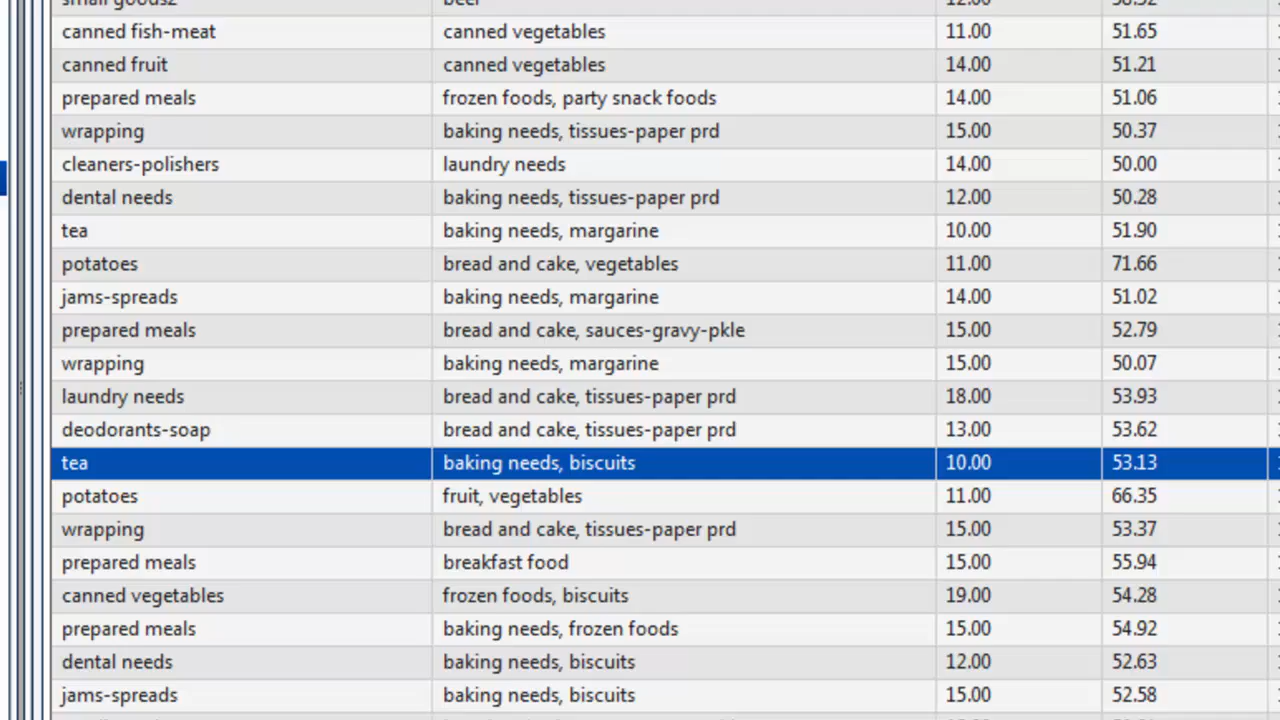 canned fish-meat canned vegetables 11.00 51.65
canned fruit canned vegetables 14.00 51.21
prepared meals frozen foods, party snack foods 14.00 51.06
wrapping baking needs, tissues-paper prd 15.00 50.37
cleaners-polishers laundry needs 14.00 50.00
dental needs baking needs, tissues-paper prd 12.00 50.28
tea baking needs, margarine 10.00 51.90
potatoes bread and cake, vegetables 11.00 71.66
jams-spreads baking needs, margarine 14.00 51.02
prepared meals bread and cake, sauces-gravy-pkle 15.00 52.79
wrapping baking needs, margarine 15.00 50.07
laundry needs bread and cake, tissues-paper prd 18.00 53.93
deodorants-soap bread and cake, tissues-paper prd 13.00 53.62
tea baking needs, biscuits 10.00 53.13
potatoes fruit, vegetables 11.00 66.35
wrapping bread and cake, tissues-paper prd 15.00 53.37
prepared meals breakfast food 15.00 55.94
canned vegetables frozen foods, biscuits 19.00 54.28
prepared meals baking needs, frozen foods 15.00 54.92
dental needs baking needs, biscuits 12.00 52.63
jams-spreads baking needs, biscuits 15.00 52.58